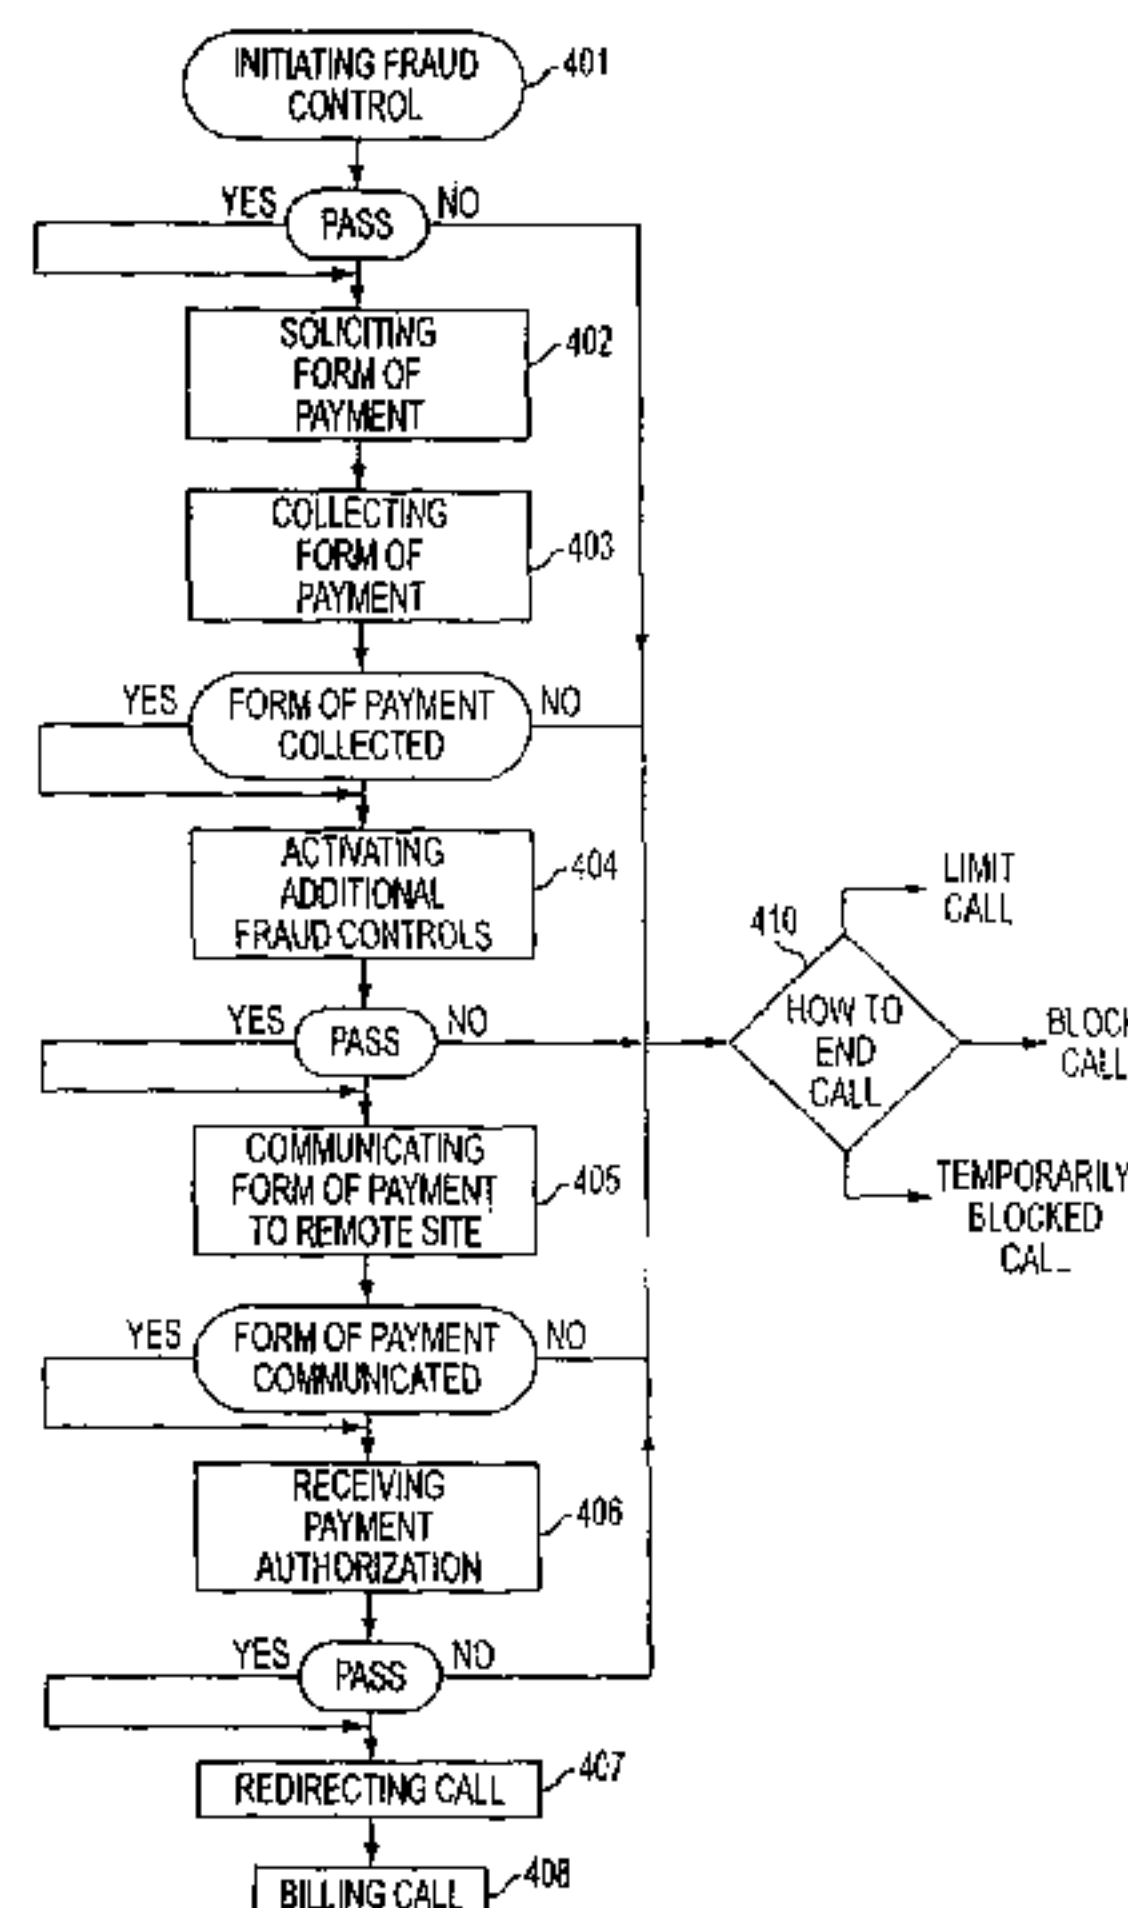 INITIATING FRAUD
CONTROL
401
YES
PASS
NO
SOLICITING
FORM OF
PAYMENT
402
COLLECTING
FORM OF
PAYMENT
403
YES
FORM OF PAYMENT
COLLECTED
NO
ACTIVATING
ADDITIONAL
FRAUD CONTROLS
404
YES
PASS
NO
410
HOW TO
END
CALL
LIMIT
CALL
BLOCK
CALL
TEMPORARILY
BLOCKED
CALL
COMMUNICATING
FORM OF PAYMENT
TO REMOTE SITE
405
YES
FORM OF PAYMENT
COMMUNICATED
NO
RECEIVING
PAYMENT
AUTHORIZATION
406
YES
PASS
NO
REDIRECTING CALL
407
BILLING CALL
408